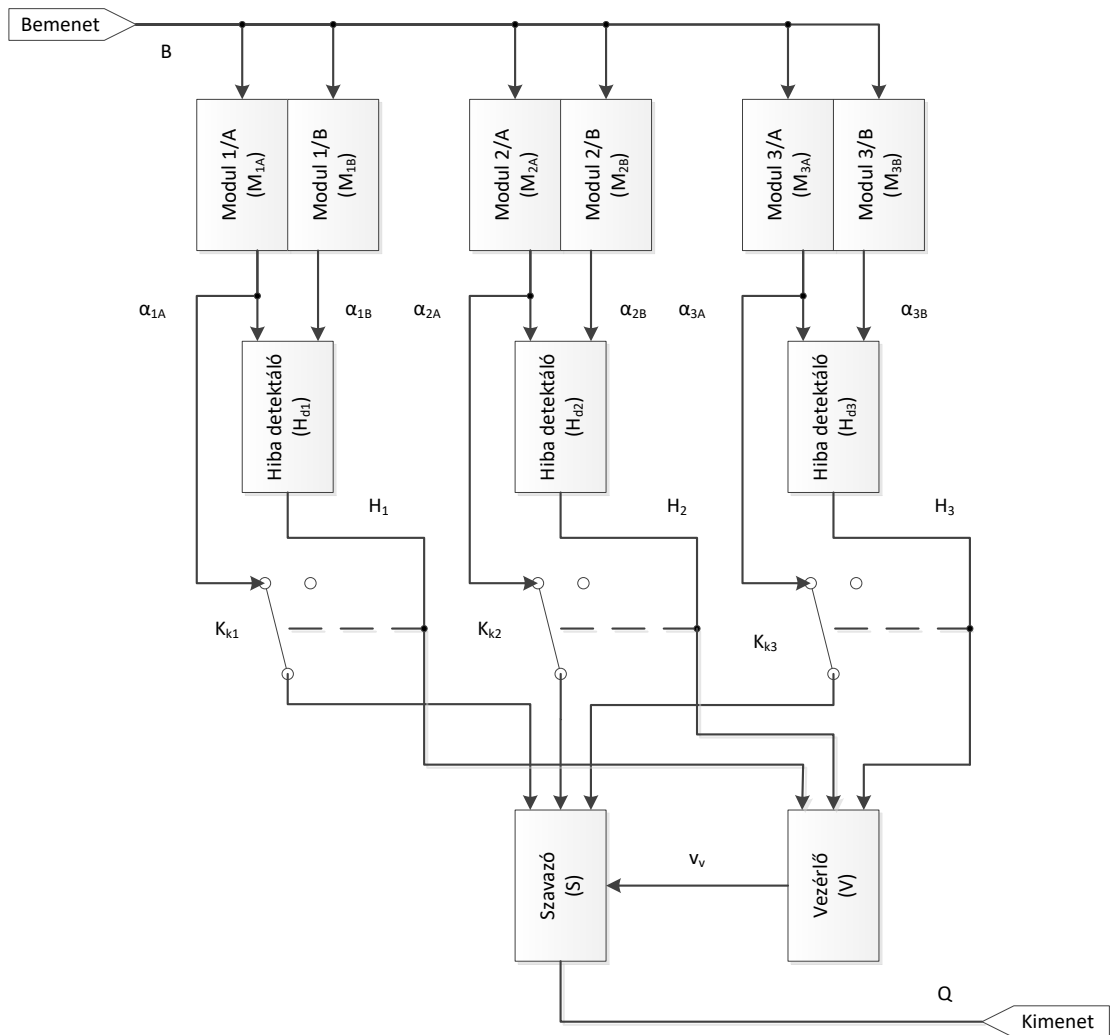 Bemenet
B
Modul 1/A
(M1A)
Modul 1/B
(M1B)
Modul 2/A
(M2A)
Modul 2/B
(M2B)
Modul 3/A
(M3A)
Modul 3/B
(M3B)
α1A
α1B
α2A
α2B
α3A
α3B
Hiba detektáló
(Hd1)
Hiba detektáló
(Hd2)
Hiba detektáló
(Hd3)
H1
H2
H3
Kk1
Kk2
Kk3
Szavazó
(S)
vv
Vezérlő
(V)
Q
Kimenet